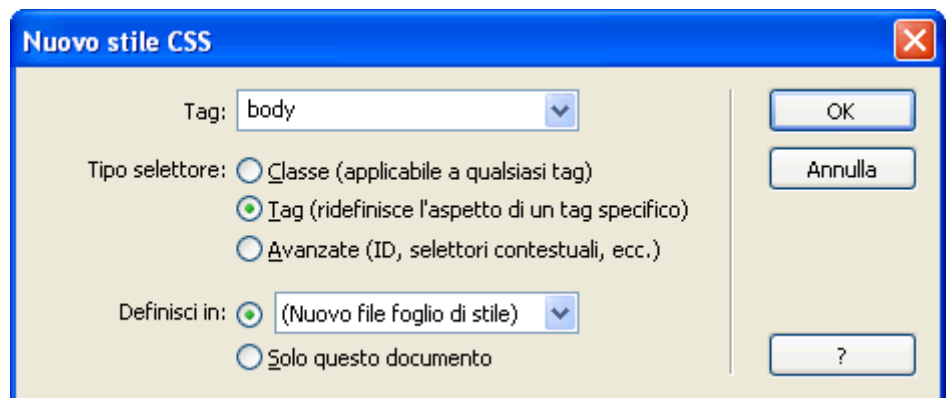 Nuovo stile CSS
Tag: body
OK
Tipo selettore: Classe (applicabile a qualsiasi tag)
Annulla
Tag (ridefinisce l'aspetto di un tag specifico)
Avanzate (ID, selettori contestuali, ecc.)
Definisci in: (Nuovo file foglio di stile)
Solo questo documento
?